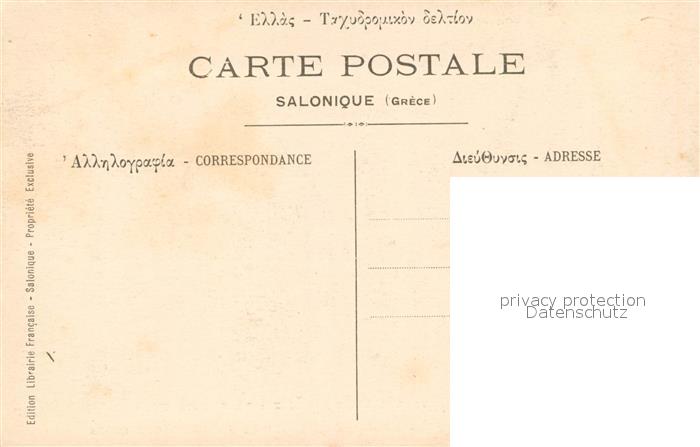 ‘ Ελλὰς – Ταχυδρομικὸν δελτίον
CARTE POSTALE
SALONIQUE (GRÈCE)
’Αλληλογραφία - CORRESPONDANCE
ΔιεύΘυνσις - ADRESSE
Edition Librairie Française - Salonique - Propriété Exclusive
privacy protection
Datenschutz